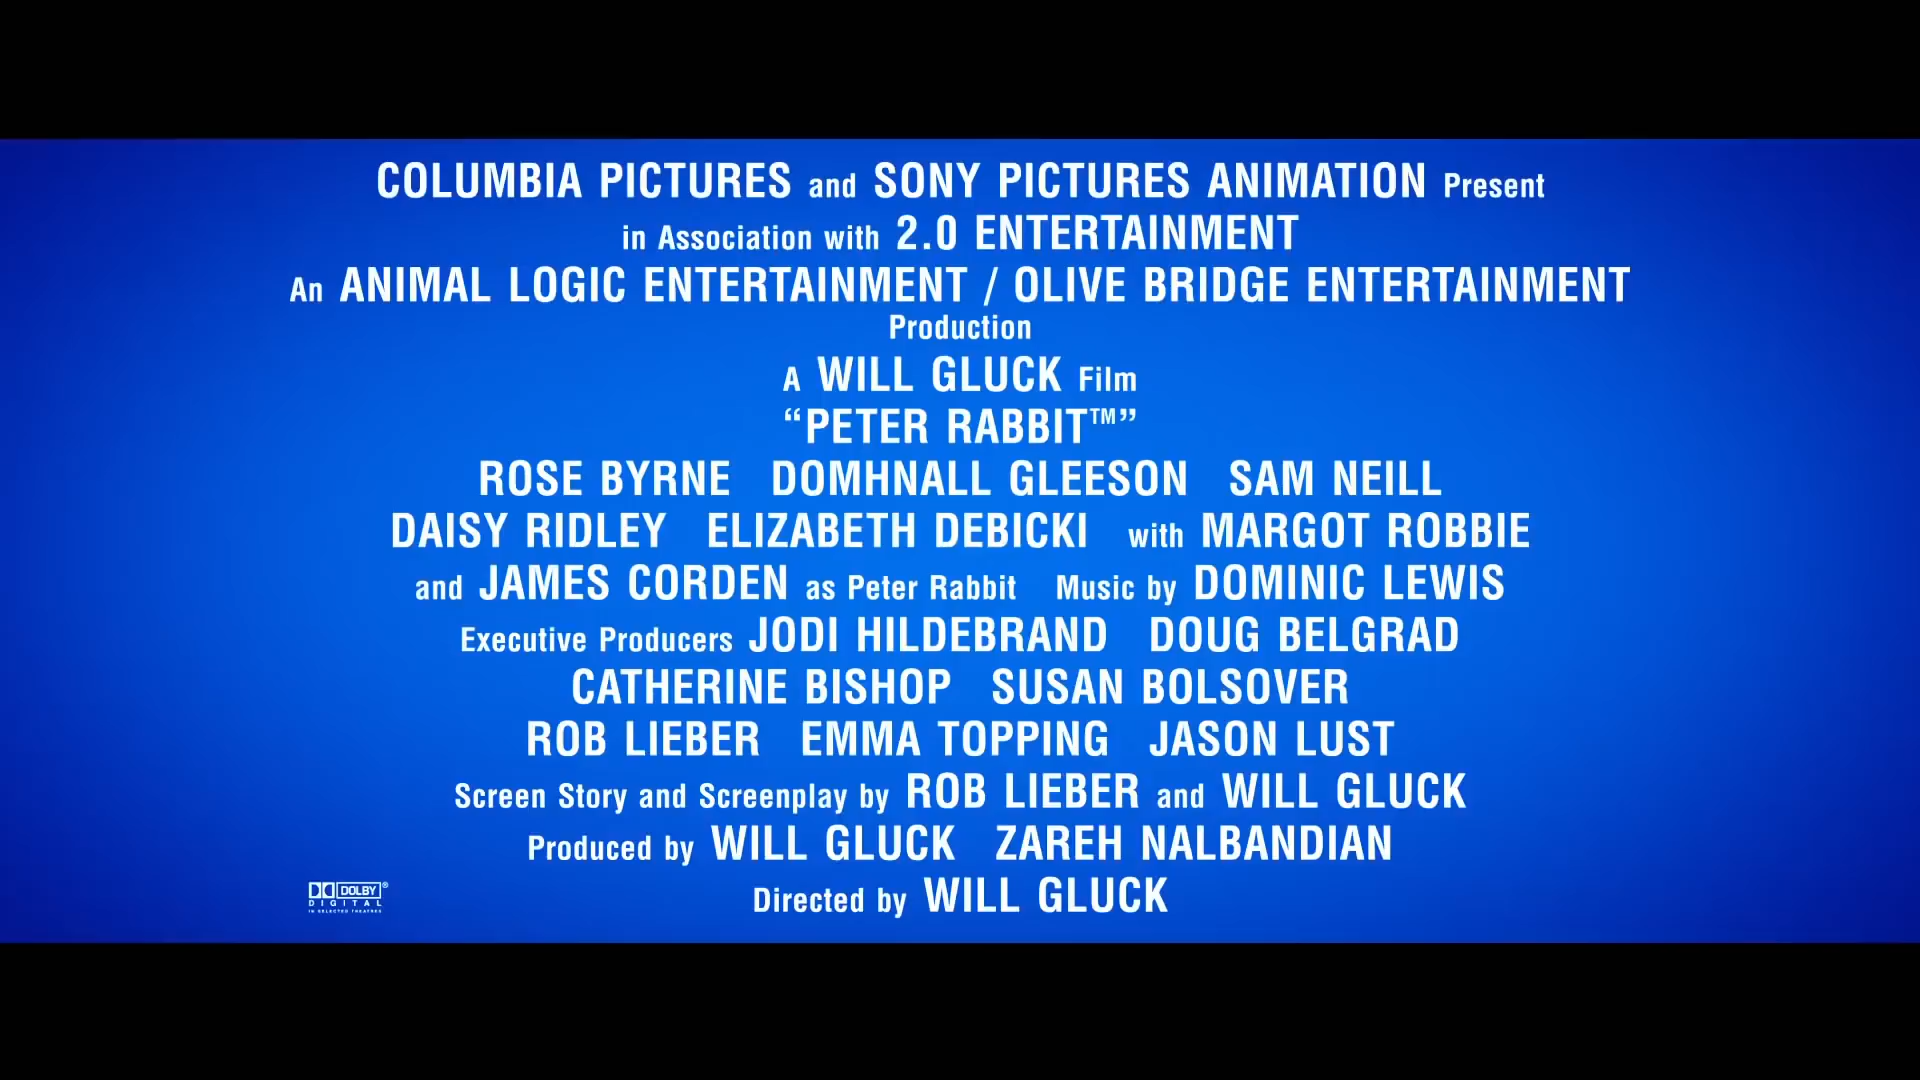 COLUMBIA PICTURES and SONY PICTURES ANIMATION Present
in Association with 2.0 ENTERTAINMENT
An ANIMAL LOGIC ENTERTAINMENT / OLIVE BRIDGE ENTERTAINMENT
Production
A WILL GLUCK Film
“PETER RABBIT™”
ROSE BYRNE DOMHNALL GLEESON SAM NEILL
DAISY RIDLEY ELIZABETH DEBICKI with MARGOT ROBBIE
and JAMES CORDEN as Peter Rabbit Music by DOMINIC LEWIS
Executive Producers JODI HILDEBRAND DOUG BELGRAD
CATHERINE BISHOP SUSAN BOLSOVER
ROB LIEBER EMMA TOPPING JASON LUST
Screen Story and Screenplay by ROB LIEBER and WILL GLUCK
Produced by WILL GLUCK ZAREH NALBANDIAN
Directed by WILL GLUCK
DOLBY®
DIGITAL
IN SELECTED THEATRES